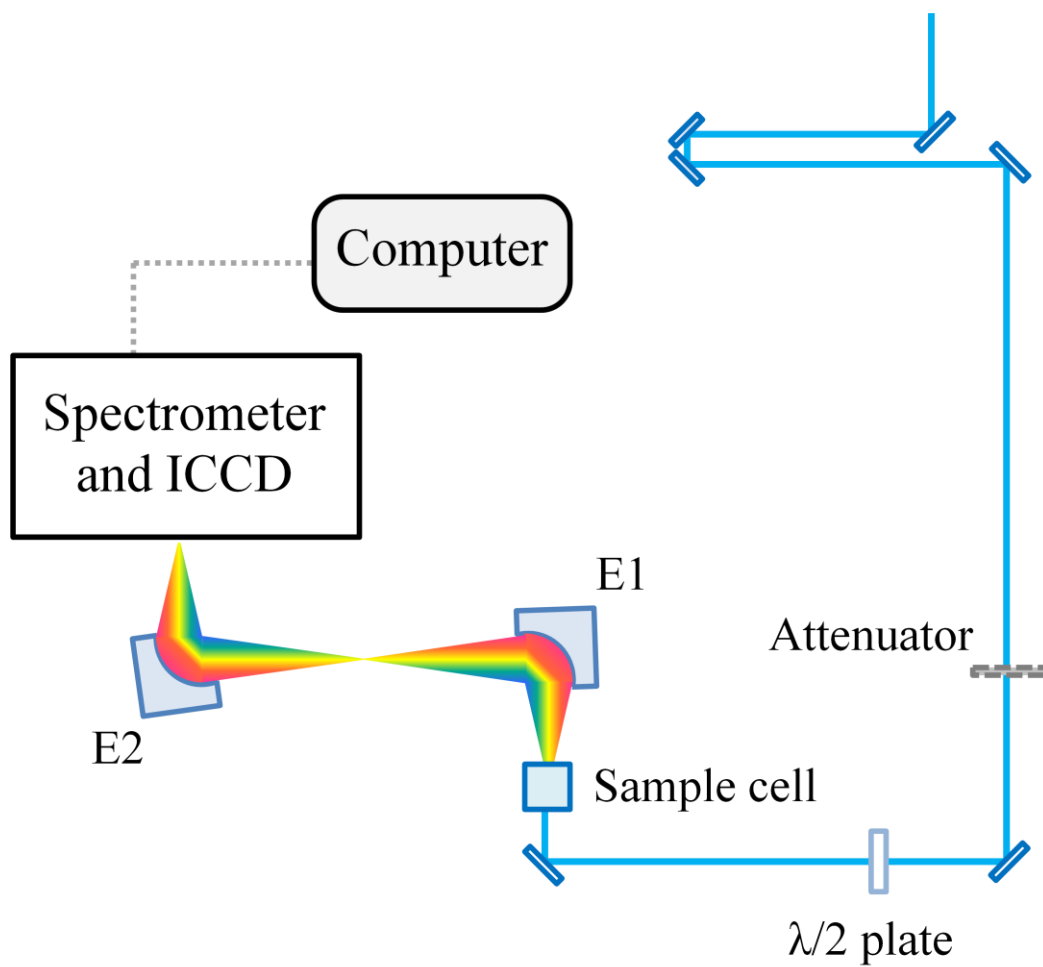 Computer
Spectrometer
and ICCD
E1
Attenuator
E2
Sample cell
λ/2 plate